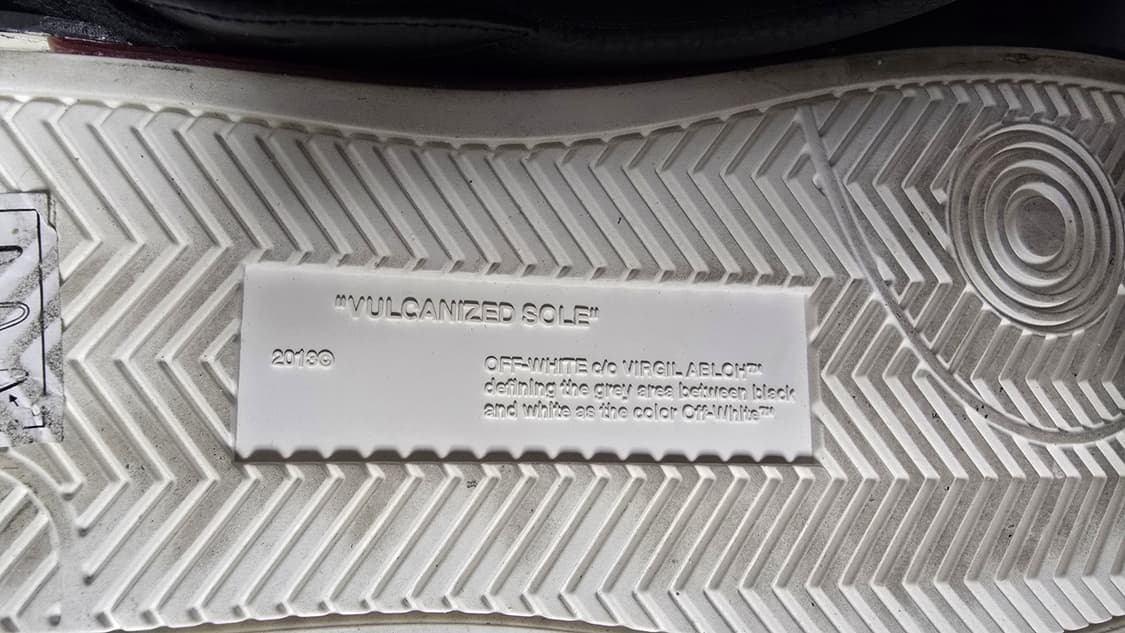 "VULCANIZED SOLE"
2013©
OFF-WHITE c/o VIRGIL ABLOH™
defining the grey area between black
and white as the color Off-White™